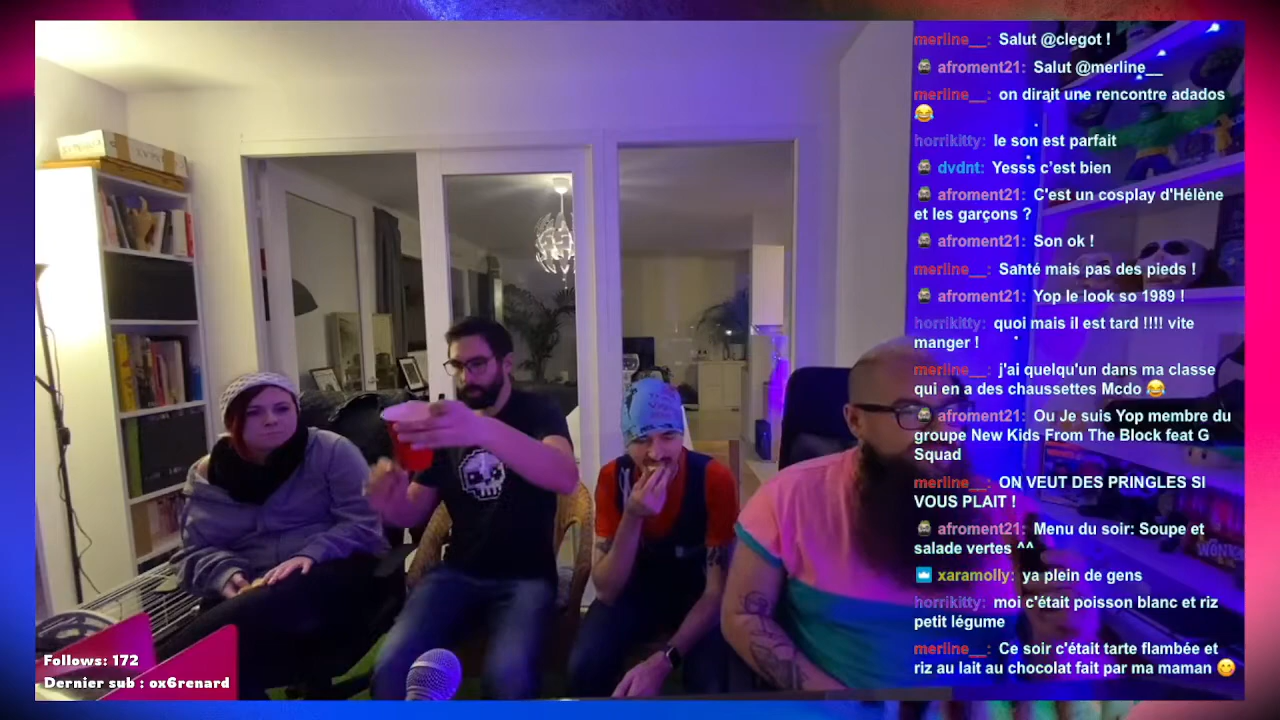 merline__: Salut @clegot !
afroment21: Salut @merline__
merline__: on dirait une rencontre adados
😂
horrikitty: le son est parfait
dvdnt: Yesss c'est bien
afroment21: C'est un cosplay d'Hélène
et les garçons ?
afroment21: Son ok !
merline__: Sahté mais pas des pieds !
afroment21: Yop le look so 1989 !
horrikitty: quoi mais il est tard !!!! vite
manger !
merline__: j'ai quelqu'un dans ma classe
qui en a des chaussettes Mcdo 😂
afroment21: Ou Je suis Yop membre du
groupe New Kids From The Block feat G
Squad
merline__: ON VEUT DES PRINGLES SI
VOUS PLAIT !
afroment21: Menu du soir: Soupe et
salade vertes ^^
xaramolly: ya plein de gens
horrikitty: moi c'était poisson blanc et riz
petit légume
merline__: Ce soir c'était tarte flambée et
riz au lait au chocolat fait par ma maman 😋
Follows: 172
Dernier sub : ox6renard